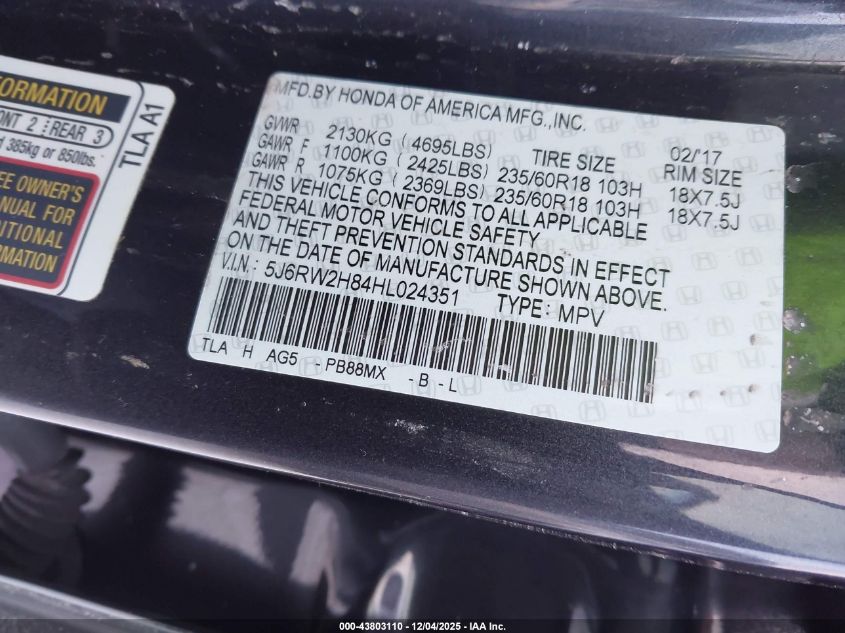 FORMATION
ONT 2 REAR 3
d 385kg or 850lbs.
TLA A1
EE OWNER'S
ANUAL FOR
DITIONAL
ORMATION
MFD.BY HONDA OF AMERICA MFG.,INC.
02/17
GVWR 2130KG (4695LBS) TIRE SIZE RIM SIZE
GAWR F 1100KG (2425LBS) 235/60R18 103H 18X7.5J
GAWR R 1075KG (2369LBS) 235/60R18 103H 18X7.5J
THIS VEHICLE CONFORMS TO ALL APPLICABLE
FEDERAL MOTOR VEHICLE SAFETY
AND THEFT PREVENTION STANDARDS IN EFFECT
ON THE DATE OF MANUFACTURE SHOWN ABOVE.
V.I.N.: 5J6RW2H84HL024351 TYPE: MPV
TLA H AG5 - PB88MX - B - L
000-43803110 - 12/04/2025 - IAA Inc.